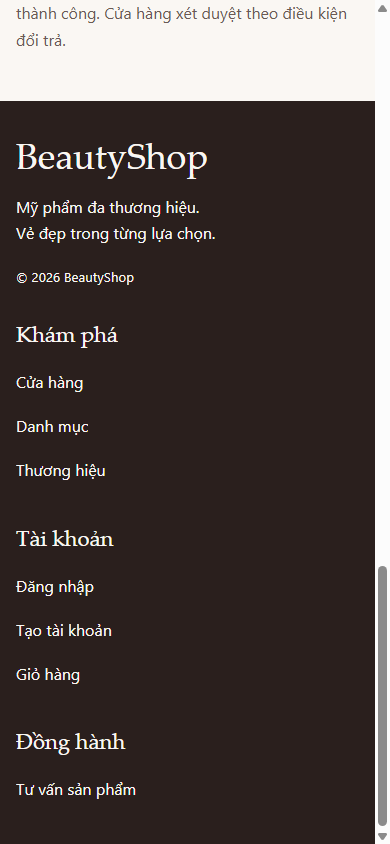 thành công. Cửa hàng xét duyệt theo điều kiện
đổi trả.
BeautyShop
Mỹ phẩm đa thương hiệu.
Vẻ đẹp trong từng lựa chọn.
© 2026 BeautyShop
Khám phá
Cửa hàng
Danh mục
Thương hiệu
Tài khoản
Đăng nhập
Tạo tài khoản
Giỏ hàng
Đồng hành
Tư vấn sản phẩm